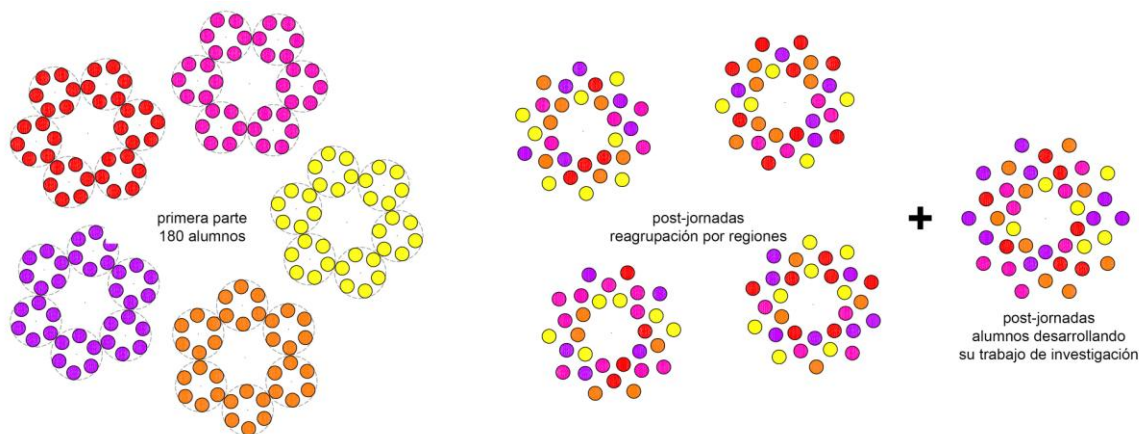 primera parte
180 alumnos
post-jornadas
reagrupación por regiones
+
post-jornadas
alumnos desarrollando
su trabajo de investigación